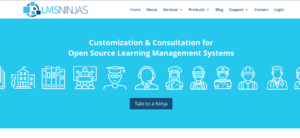 LMSNINJAS
Home About Services Products Blog Support Contact Login
Customization & Consultation for
Open Source Learning Management Systems
Talk to a Ninja